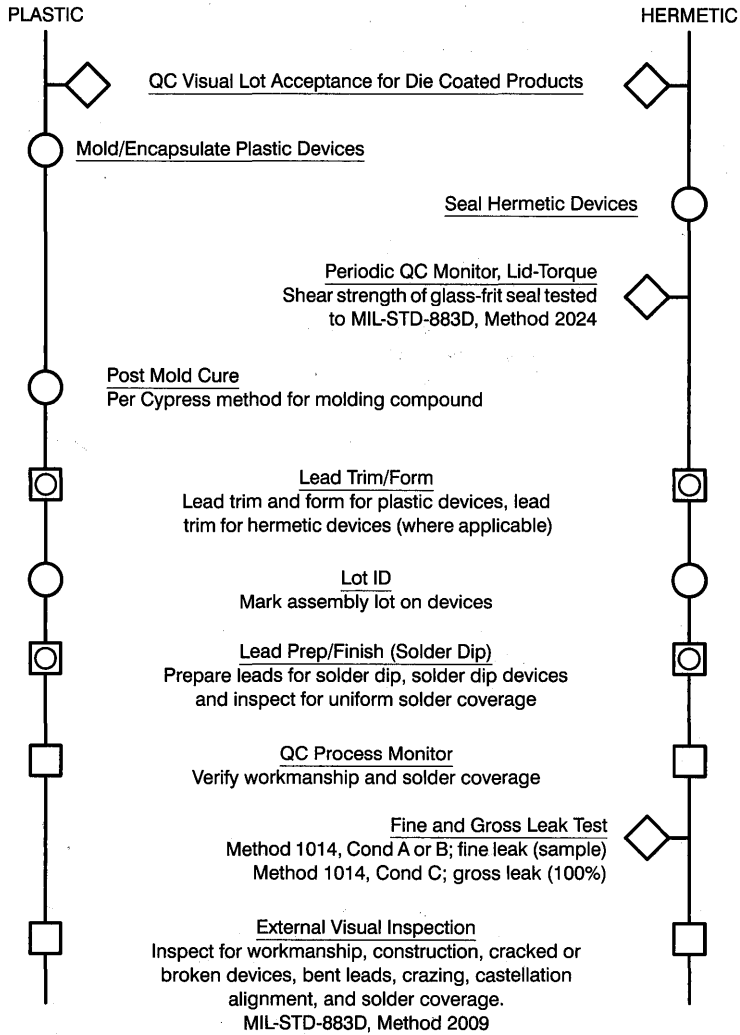 PLASTIC
HERMETIC
QC Visual Lot Acceptance for Die Coated Products
Mold/Encapsulate Plastic Devices
Seal Hermetic Devices
Periodic QC Monitor, Lid-Torque
Shear strength of glass-frit seal tested
to MIL-STD-883D, Method 2024
Post Mold Cure
Per Cypress method for molding compound
Lead Trim/Form
Lead trim and form for plastic devices, lead
trim for hermetic devices (where applicable)
Lot ID
Mark assembly lot on devices
Lead Prep/Finish (Solder Dip)
Prepare leads for solder dip, solder dip devices
and inspect for uniform solder coverage
QC Process Monitor
Verify workmanship and solder coverage
Fine and Gross Leak Test
Method 1014, Cond A or B; fine leak (sample)
Method 1014, Cond C; gross leak (100%)
External Visual Inspection
Inspect for workmanship, construction, cracked or
broken devices, bent leads, crazing, castellation
alignment, and solder coverage.
MIL-STD-883D, Method 2009